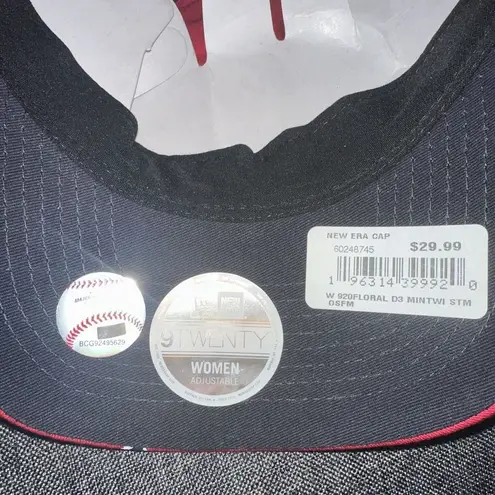 NEW ERA CAP
60248745 $29.99
1 96314 39992 0
W 920FLORAL D3 MINTWI STM
OSFM
BCG92495629
NEW
9TWENTY
WOMEN
ADJUSTABLE